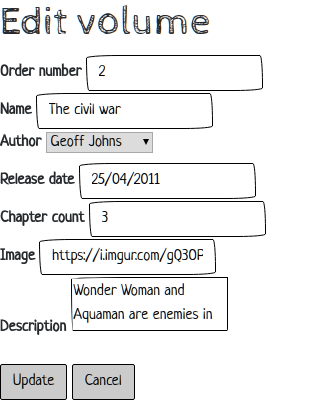 Edit volume
Order number 2
Name The civil war
Author Geoff Johns
Release date 25/04/2011
Chapter count 3
Image https://i.imgur.com/gQ3OF
Description Wonder Woman and
Aquaman are enemies in
Update Cancel